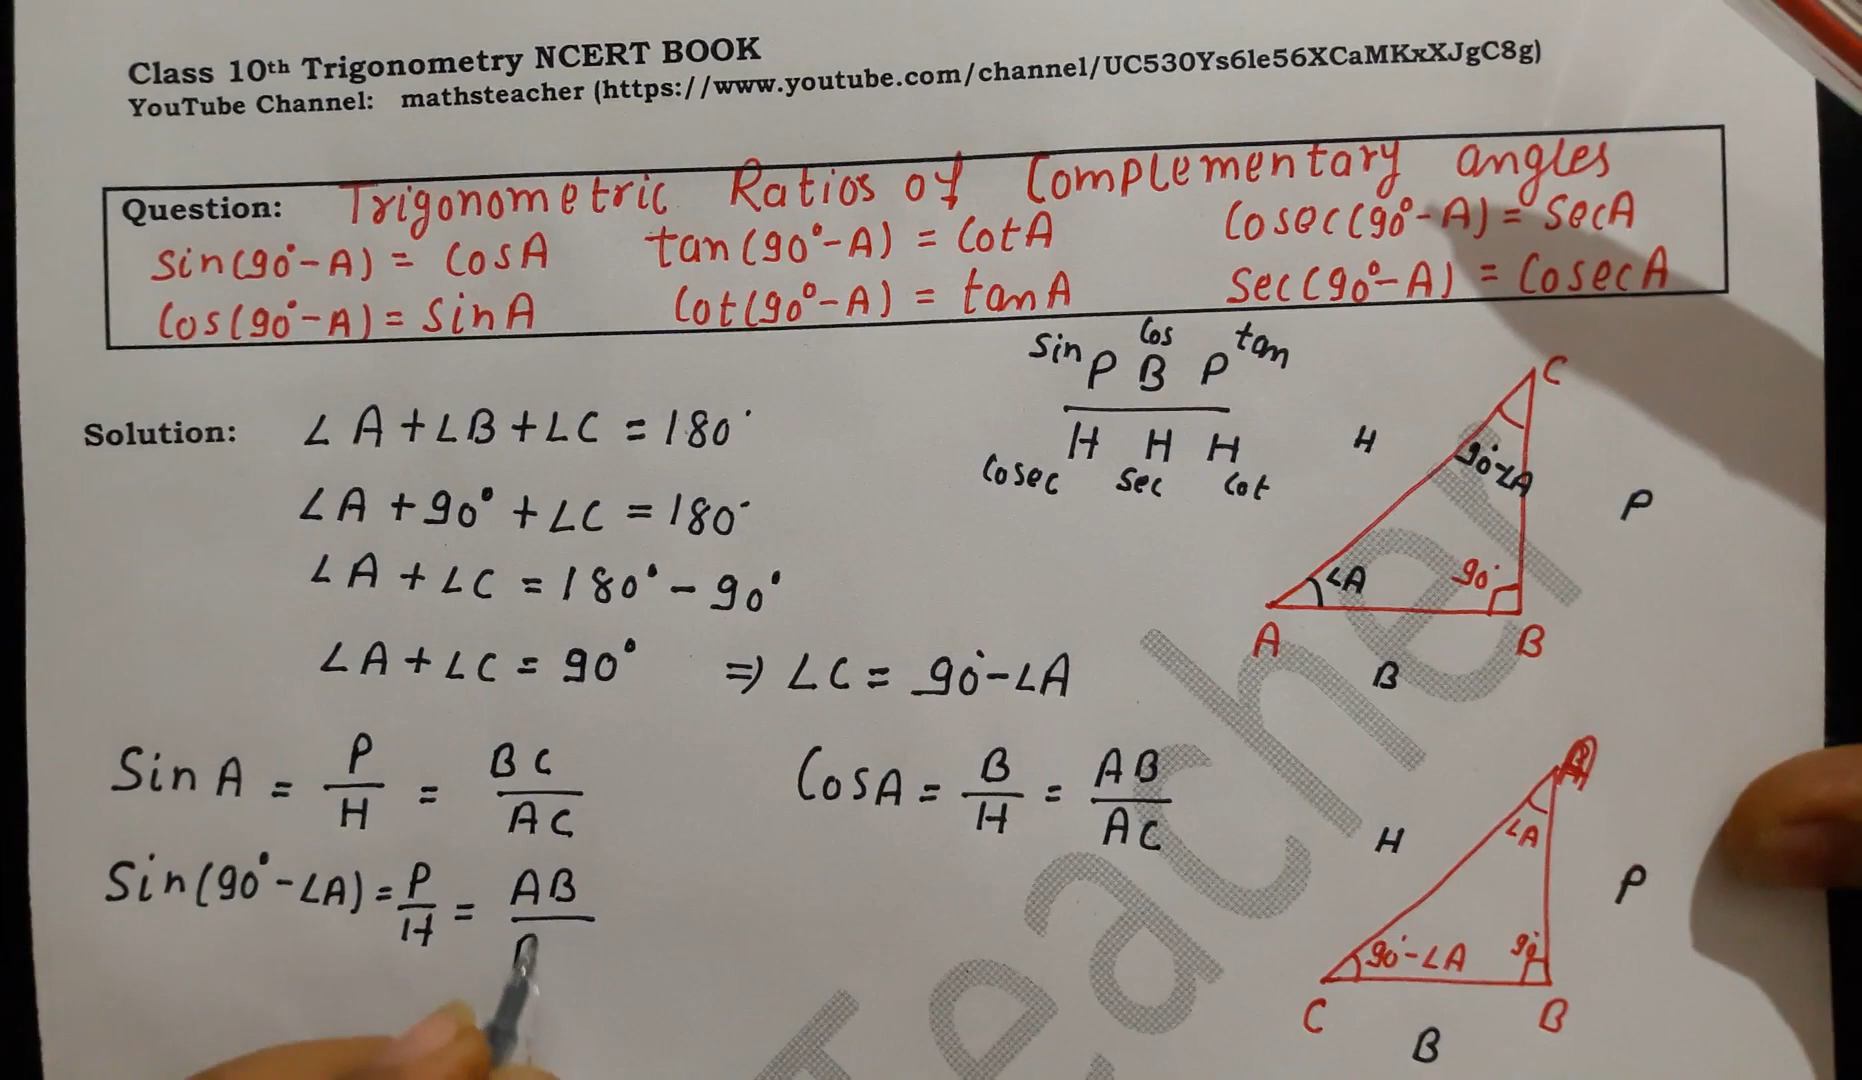 Class 10th Trigonometry NCERT BOOK
YouTube Channel: mathsteacher (https://www.youtube.com/channel/UC530Ys6le56XCaMKxXJgC8g)
Question: Trigonometric Ratios of Complementary angles
sin(90°-A) = CosA tan(90°-A) = CotA Cosec(90°-A) = SecA
Cos(90°-A) = sinA Cot(90°-A) = tanA Sec(90°-A) = CosecA
sin Cos tan
P B P
H H H
Cosec Sec Cot
Solution: ∠A+∠B+∠C = 180°
∠A+90°+∠C = 180°
∠A+∠C = 180°-90°
∠A+∠C = 90° ⇒ ∠C = 90°-∠A
C
H
90°-∠A
P
∠A
90°
A
B
B
Sin A = P/H = BC/AC CosA = B/H = AB/AC
Sin(90°-∠A) = P/H = AB
∠A
H
P
90°-∠A
90°
C
B
B
Teacher